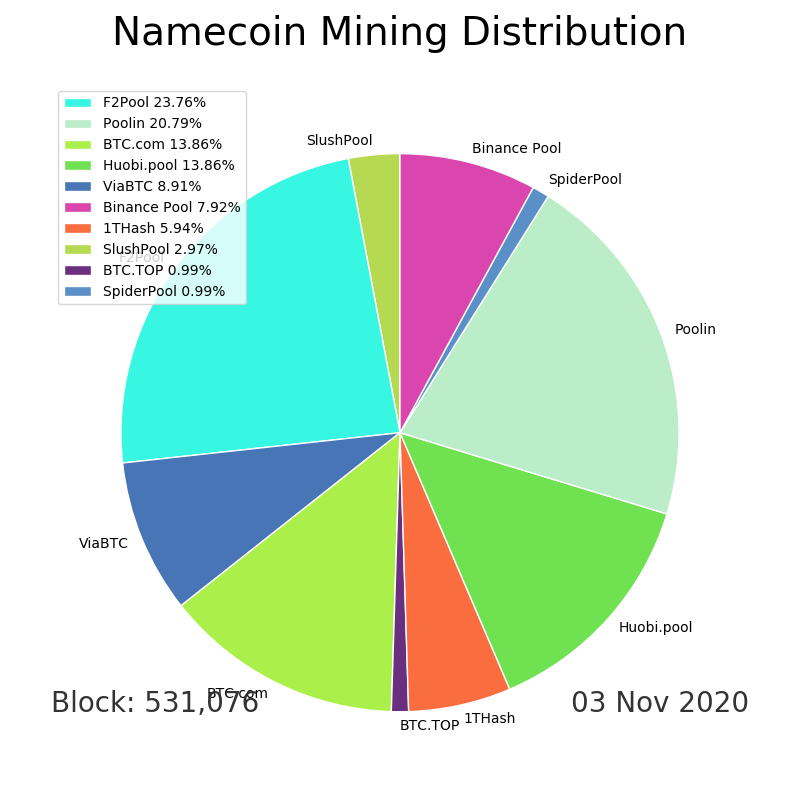 Namecoin Mining Distribution
F2Pool 23.76%
Poolin 20.79%
BTC.com 13.86%
Huobi.pool 13.86%
ViaBTC 8.91%
Binance Pool 7.92%
1THash 5.94%
SlushPool 2.97%
BTC.TOP 0.99%
SpiderPool 0.99%
SlushPool
Binance Pool
SpiderPool
F2Pool
Poolin
ViaBTC
Huobi.pool
BTC.com
1THash
BTC.TOP
Block: 531,076
03 Nov 2020